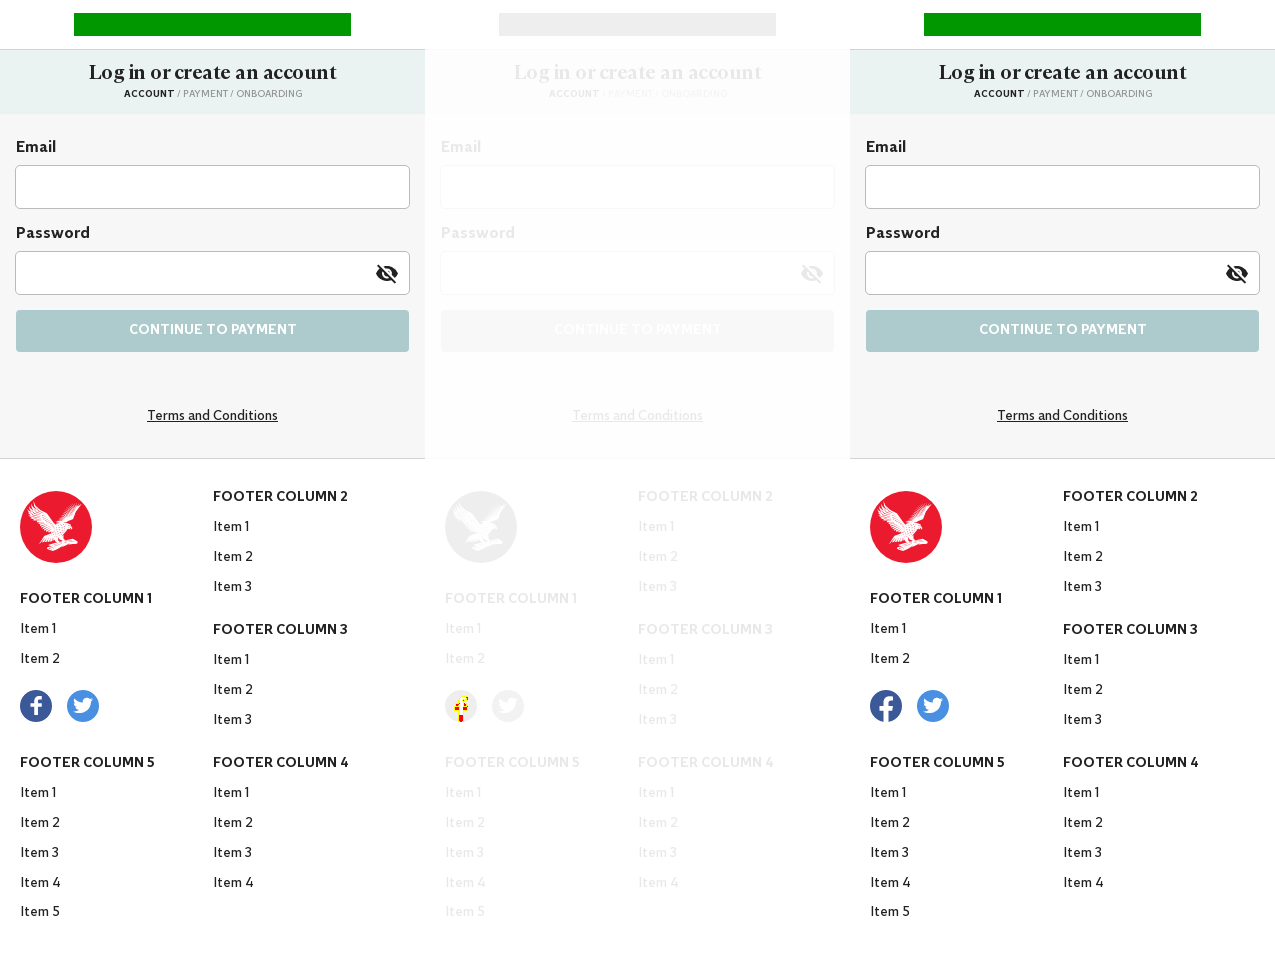 Log in or create an account
ACCOUNT / PAYMENT / ONBOARDING
Email
Password
CONTINUE TO PAYMENT
Terms and Conditions
FOOTER COLUMN 1
Item 1
Item 2
FOOTER COLUMN 5
Item 1
Item 2
Item 3
Item 4
Item 5
FOOTER COLUMN 2
Item 1
Item 2
Item 3
FOOTER COLUMN 3
Item 1
Item 2
Item 3
FOOTER COLUMN 4
Item 1
Item 2
Item 3
Item 4
Log in or create an account
ACCOUNT / PAYMENT / ONBOARDING
Email
Password
CONTINUE TO PAYMENT
Terms and Conditions
FOOTER COLUMN 1
Item 1
Item 2
FOOTER COLUMN 5
Item 1
Item 2
Item 3
Item 4
Item 5
FOOTER COLUMN 2
Item 1
Item 2
Item 3
FOOTER COLUMN 3
Item 1
Item 2
Item 3
FOOTER COLUMN 4
Item 1
Item 2
Item 3
Item 4
Log in or create an account
ACCOUNT / PAYMENT / ONBOARDING
Email
Password
CONTINUE TO PAYMENT
Terms and Conditions
FOOTER COLUMN 1
Item 1
Item 2
FOOTER COLUMN 5
Item 1
Item 2
Item 3
Item 4
Item 5
FOOTER COLUMN 2
Item 1
Item 2
Item 3
FOOTER COLUMN 3
Item 1
Item 2
Item 3
FOOTER COLUMN 4
Item 1
Item 2
Item 3
Item 4